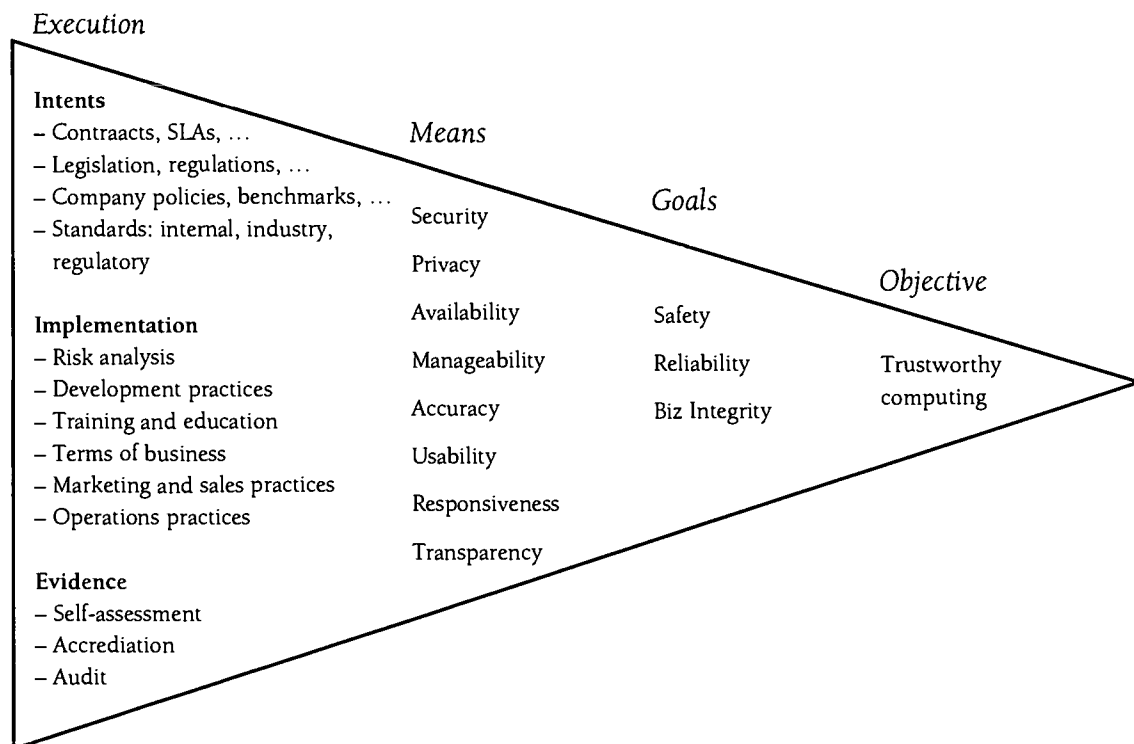 Execution
Intents
– Contraacts, SLAs, ...
– Legislation, regulations, ...
– Company policies, benchmarks, ...
– Standards: internal, industry,
regulatory
Implementation
– Risk analysis
– Development practices
– Training and education
– Terms of business
– Marketing and sales practices
– Operations practices
Evidence
– Self-assessment
– Accrediation
– Audit
Means
Security
Privacy
Availability
Manageability
Accuracy
Usability
Responsiveness
Transparency
Goals
Safety
Reliability
Biz Integrity
Objective
Trustworthy
computing